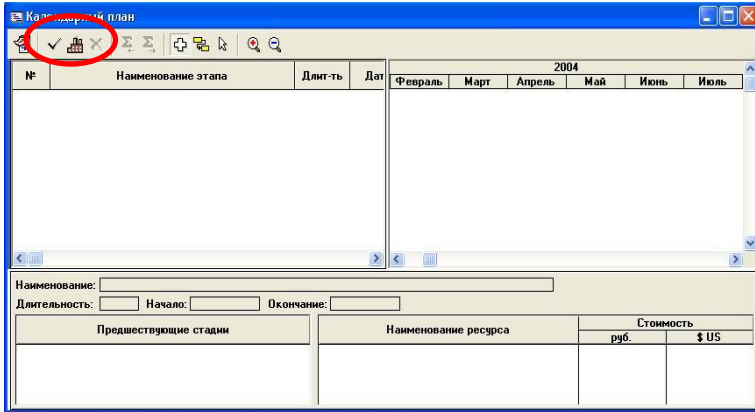 Календарный план
№ Наименование этапа Длит-ть Дат
2004
Февраль Март Апрель Май Июнь Июль
Наименование:
Длительность: Начало: Окончание:
Предшествующие стадии Наименование ресурса Стоимость
руб. $ US